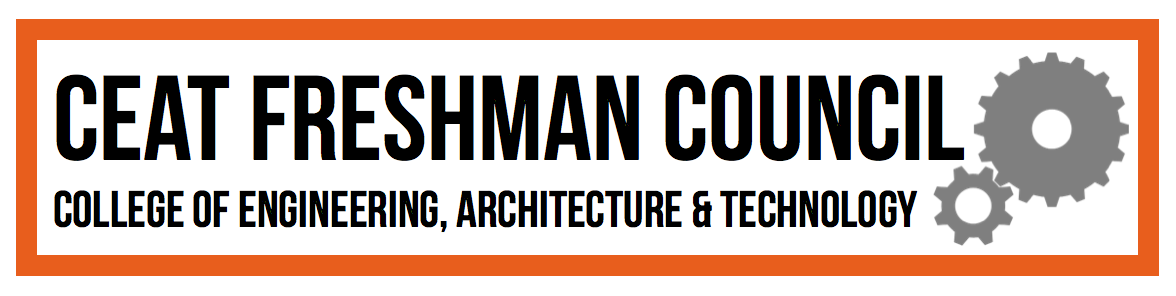 CEAT FRESHMAN COUNCIL
COLLEGE OF ENGINEERING, ARCHITECTURE & TECHNOLOGY